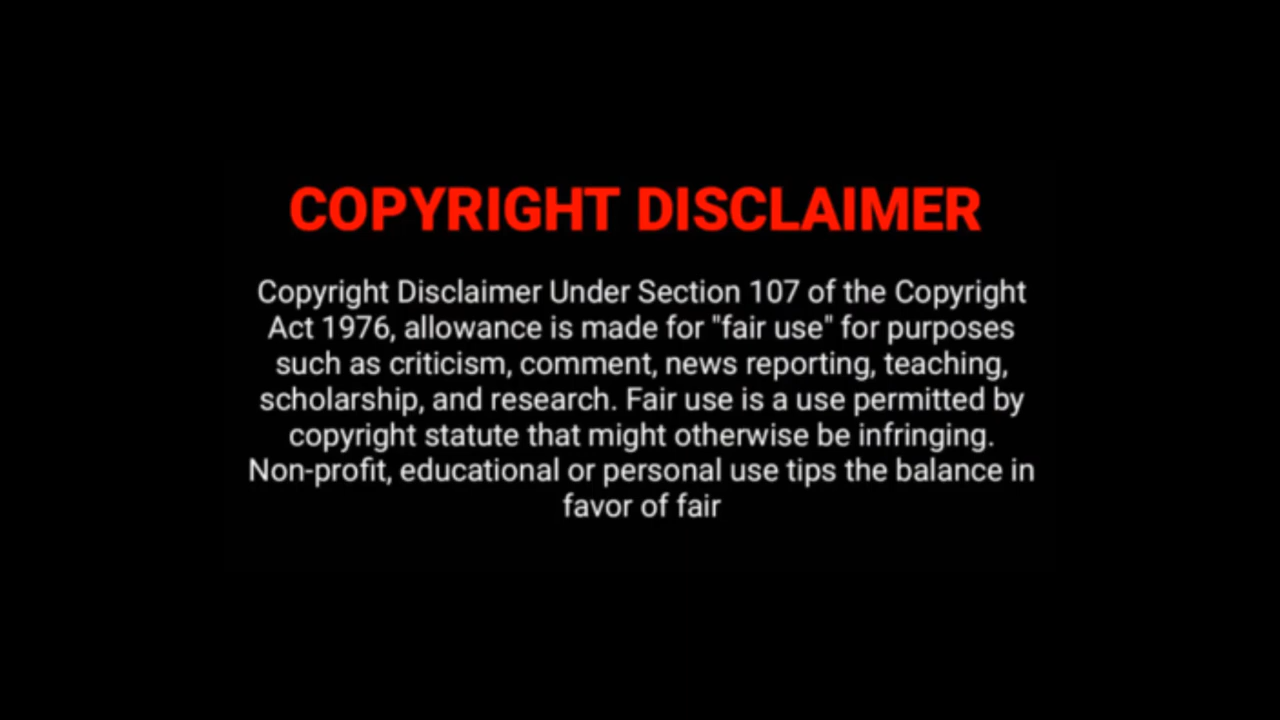 COPYRIGHT DISCLAIMER
Copyright Disclaimer Under Section 107 of the Copyright
Act 1976, allowance is made for "fair use" for purposes
such as criticism, comment, news reporting, teaching,
scholarship, and research. Fair use is a use permitted by
copyright statute that might otherwise be infringing.
Non-profit, educational or personal use tips the balance in
favor of fair